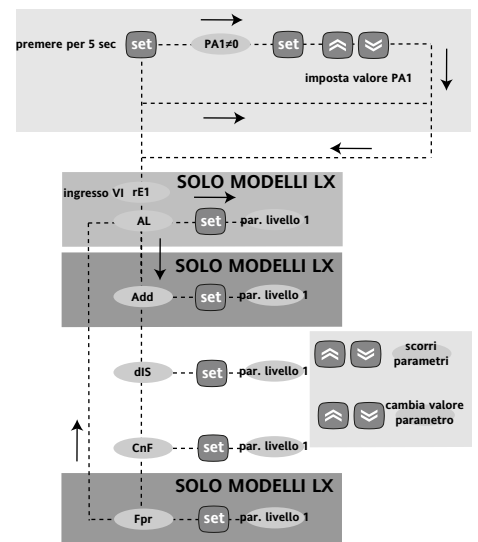 premere per 5 sec set PA1≠0 set
imposta valore PA1
SOLO MODELLI LX
ingresso VI rE1
AL set par. livello 1
SOLO MODELLI LX
Add set par. livello 1
dIS set par. livello 1
scorri
parametri
cambia valore
parametro
CnF set par. livello 1
SOLO MODELLI LX
Fpr set par. livello 1